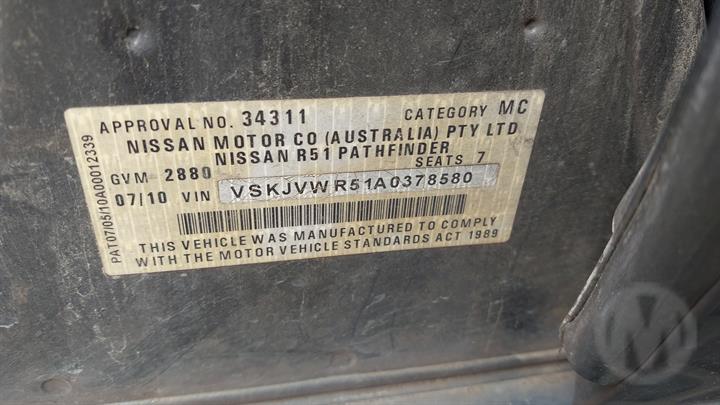 APPROVAL NO. 34311 CATEGORY MC
NISSAN MOTOR CO (AUSTRALIA) PTY LTD
NISSAN R51 PATHFINDER
GVM 2880 SEATS 7
07/10 VIN VSKJVWR51A0378580
THIS VEHICLE WAS MANUFACTURED TO COMPLY
WITH THE MOTOR VEHICLE STANDARDS ACT 1989
PAT07/05/10A00012339
M